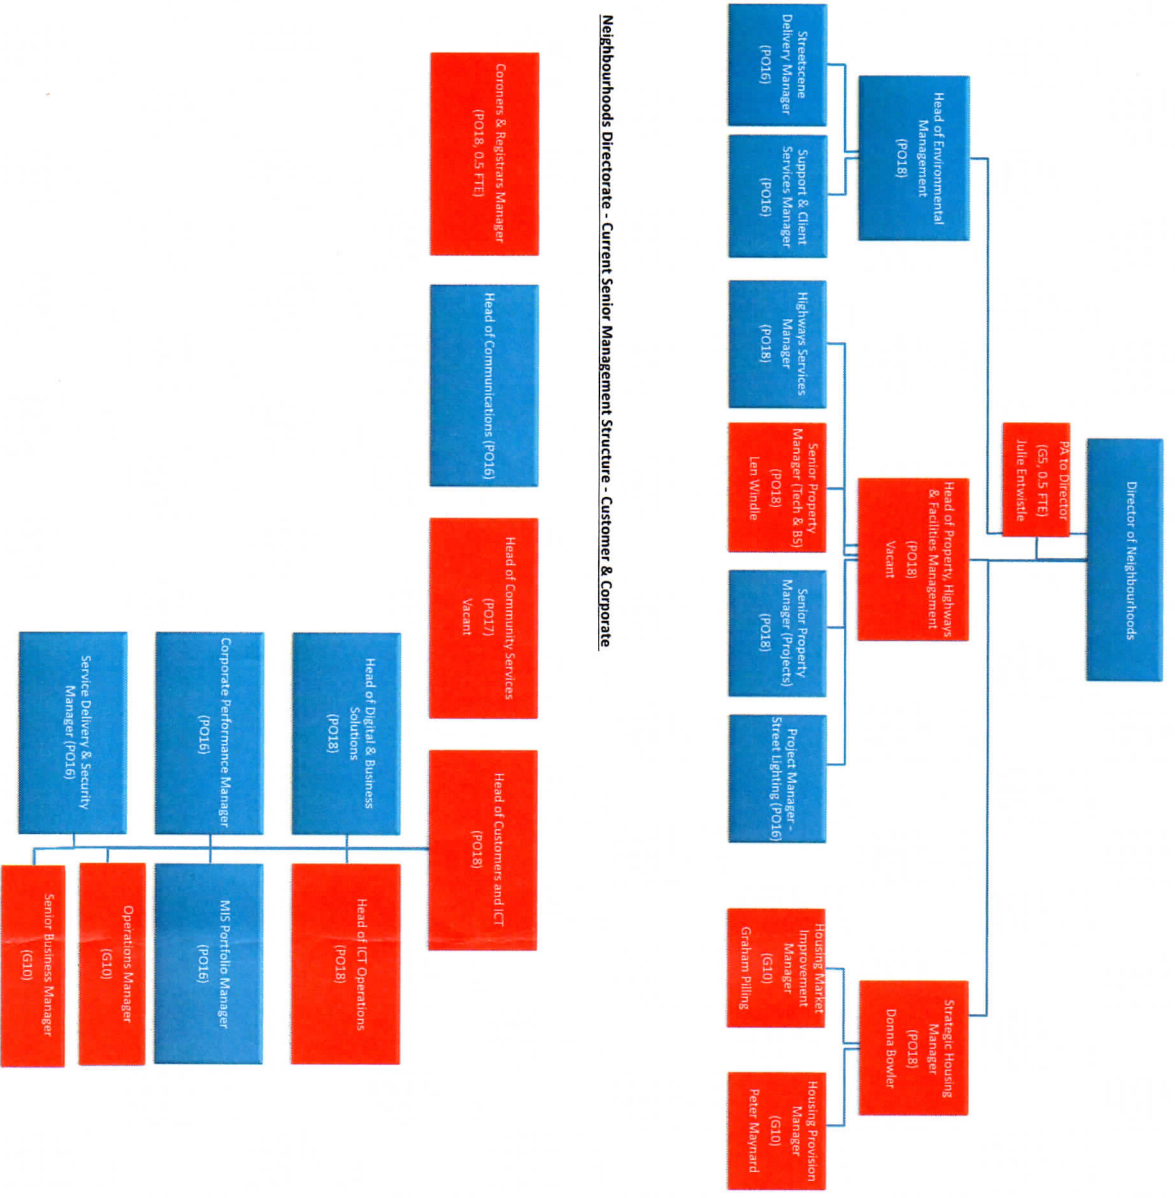 Director of Neighbourhoods
PA to Director
(G5, 0.5 FTE)
Julie Entwistle
Head of Environmental
Management
(PO18)
Head of Property, Highways
& Facilities Management
(PO18)
Vacant
Strategic Housing
Manager
(PO18)
Donna Bowler
Streetscene
Delivery Manager
(PO16)
Support & Client
Services Manager
(PO16)
Highways Services
Manager
(PO18)
Senior Property
Manager (Tech & BS)
(PO18)
Len Windle
Senior Property
Manager (Projects)
(PO18)
Project Manager –
Street Lighting (PO16)
Housing Market
Improvement
Manager
(G10)
Graham Pilling
Housing Provision
Manager
(G10)
Peter Maynard
Neighbourhoods Directorate - Current Senior Management Structure - Customer & Corporate
Coroners & Registrars Manager
(PO18, 0.5 FTE)
Head of Communications (PO16)
Head of Community Services
(PO17)
Vacant
Head of Customers and ICT
(PO18)
Head of Digital & Business
Solutions
(PO18)
Head of ICT Operations
(PO18)
Corporate Performance Manager
(PO16)
MIS Portfolio Manager
(PO16)
Service Delivery & Security
Manager (PO16)
Operations Manager
(G10)
Senior Business Manager
(G10)